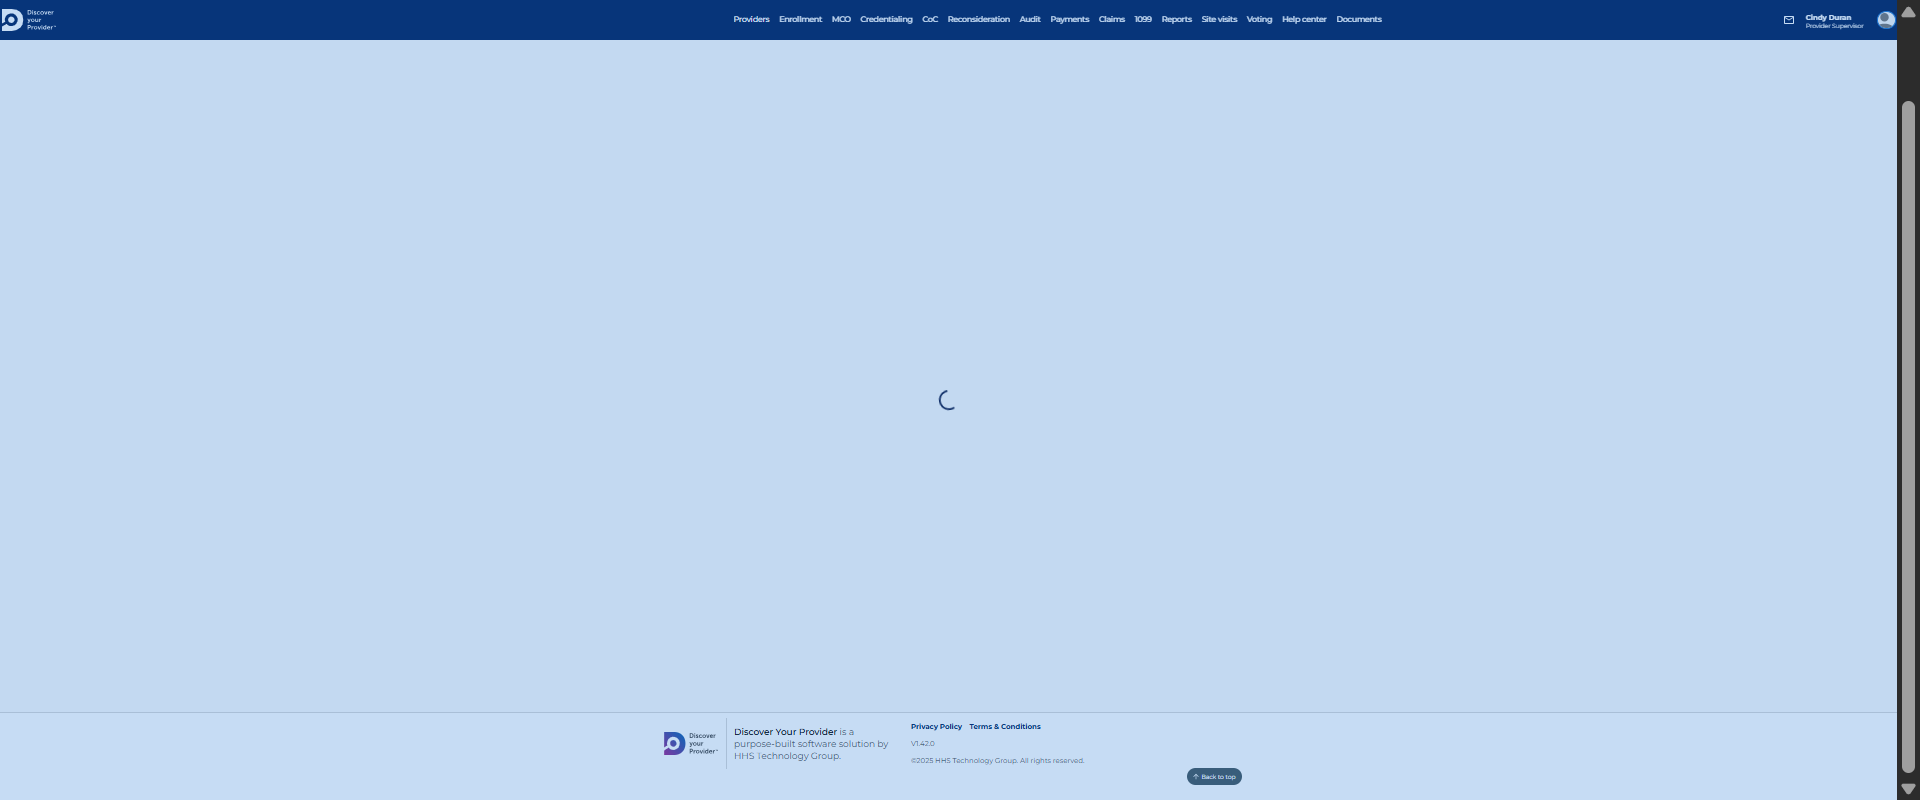 Discover
your
Provider
Providers Enrollment MCO Credentialing CoC Reconsideration Audit Payments Claims 1099 Reports Site visits Voting Help center Documents
Cindy Duran
Provider Supervisor
Discover
your
Provider
Discover Your Provider is a
purpose-built software solution by
HHS Technology Group.
Privacy Policy Terms & Conditions
V1.42.0
©2025 HHS Technology Group. All rights reserved.
Back to top